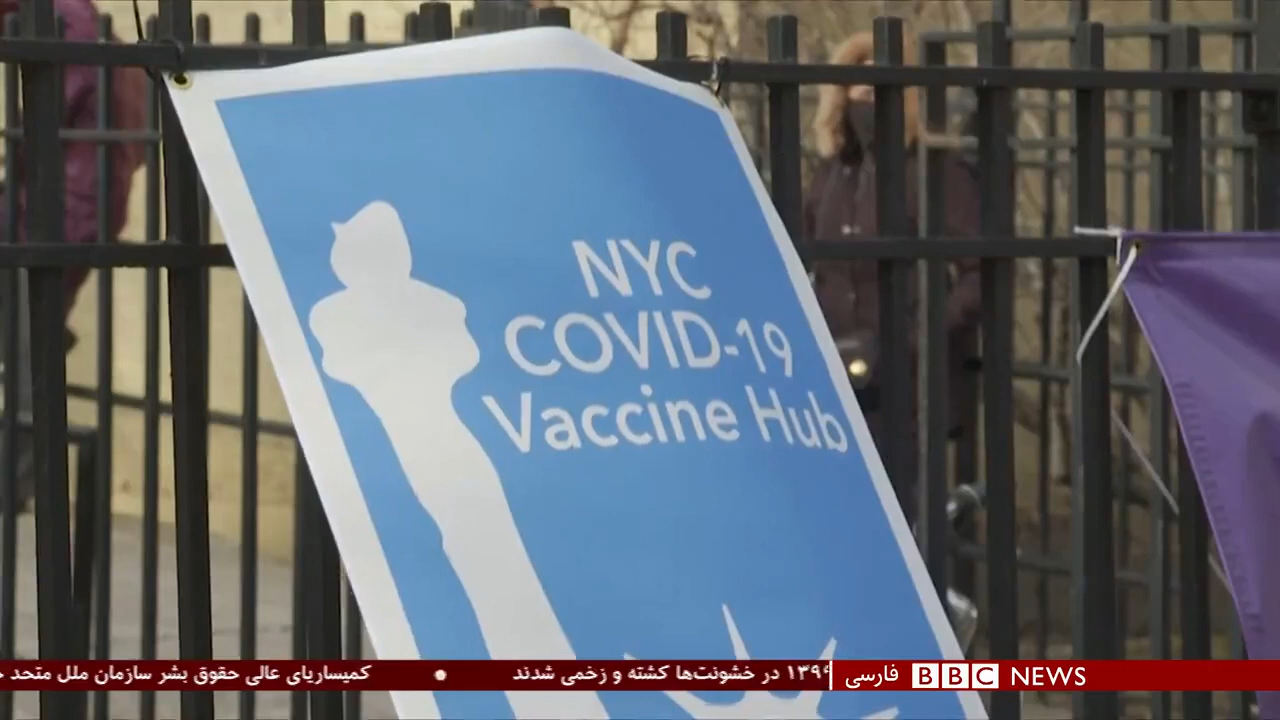 NYC
COVID-19
Vaccine Hub
در خشونت‌ها کشته و زخمی شدند • کمیساریای عالی حقوق بشر سازمان ملل متحد
BBC NEWS فارسی